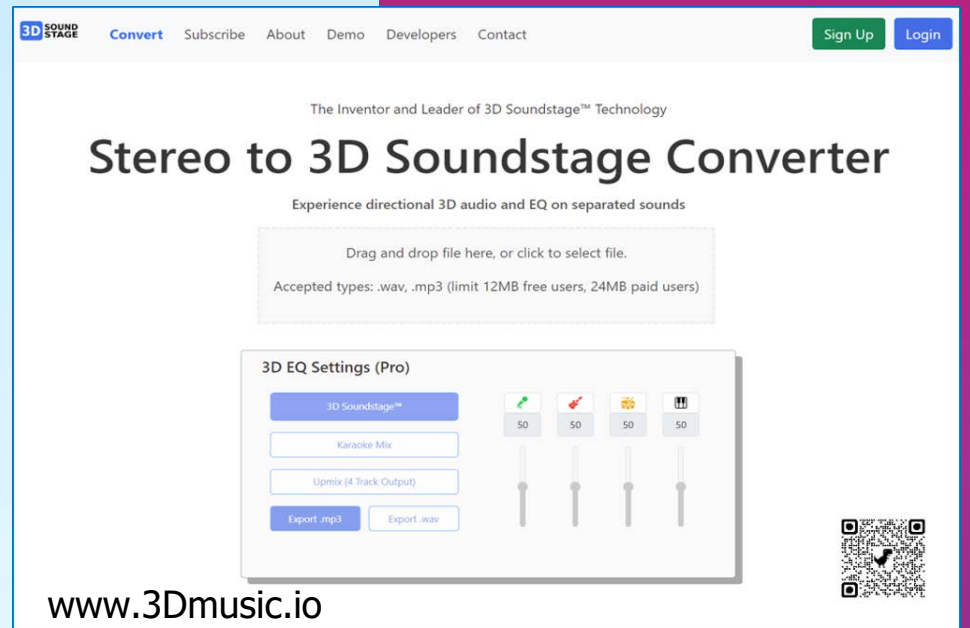 3D SOUND STAGE
Convert Subscribe About Demo Developers Contact
Sign Up Login
The Inventor and Leader of 3D Soundstage™ Technology
Stereo to 3D Soundstage Converter
Experience directional 3D audio and EQ on separated sounds
Drag and drop file here, or click to select file.
Accepted types: .wav, .mp3 (limit 12MB free users, 24MB paid users)
3D EQ Settings (Pro)
3D Soundstage™
50 50 50 50
Karaoke Mix
Upmix (4 Track Output)
Export .mp3 Export .wav
www.3Dmusic.io